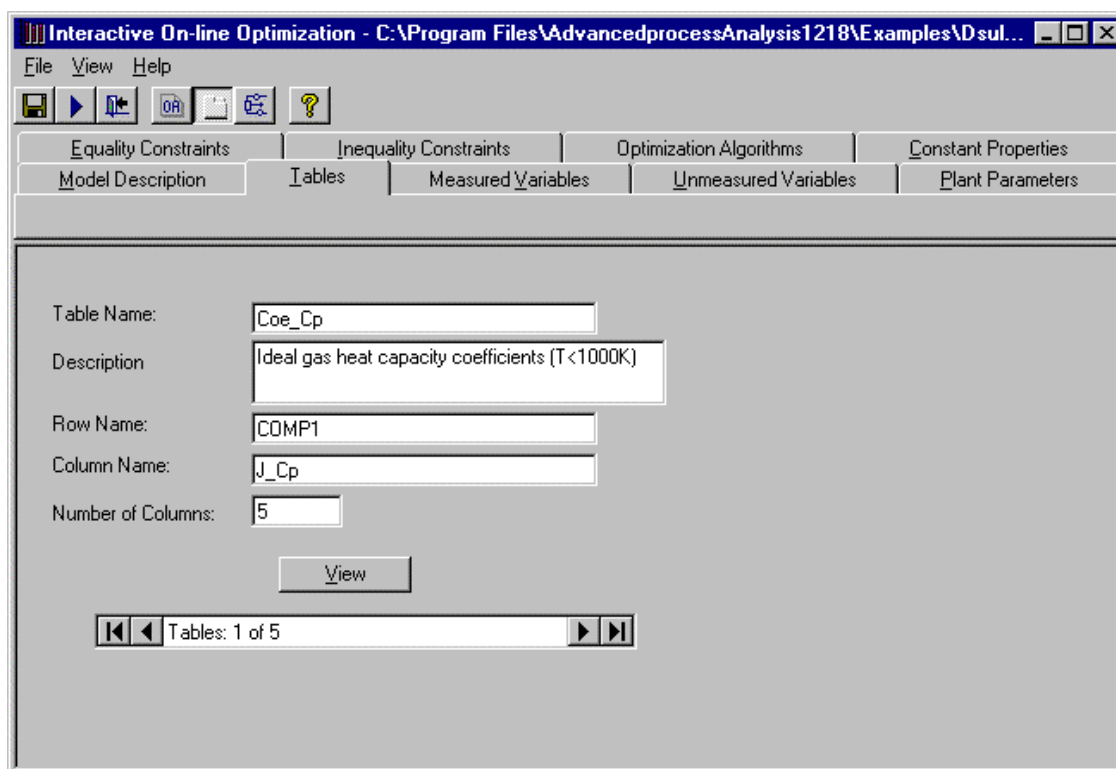 Interactive On-line Optimization - C:\Program Files\AdvancedprocessAnalysis1218\Examples\Dsul...
File View Help
OA ?
Equality Constraints Inequality Constraints Optimization Algorithms Constant Properties
Model Description Tables Measured Variables Unmeasured Variables Plant Parameters
Table Name: Coe_Cp
Description Ideal gas heat capacity coefficients (T<1000K)
Row Name: COMP1
Column Name: J_Cp
Number of Columns: 5
View
Tables: 1 of 5